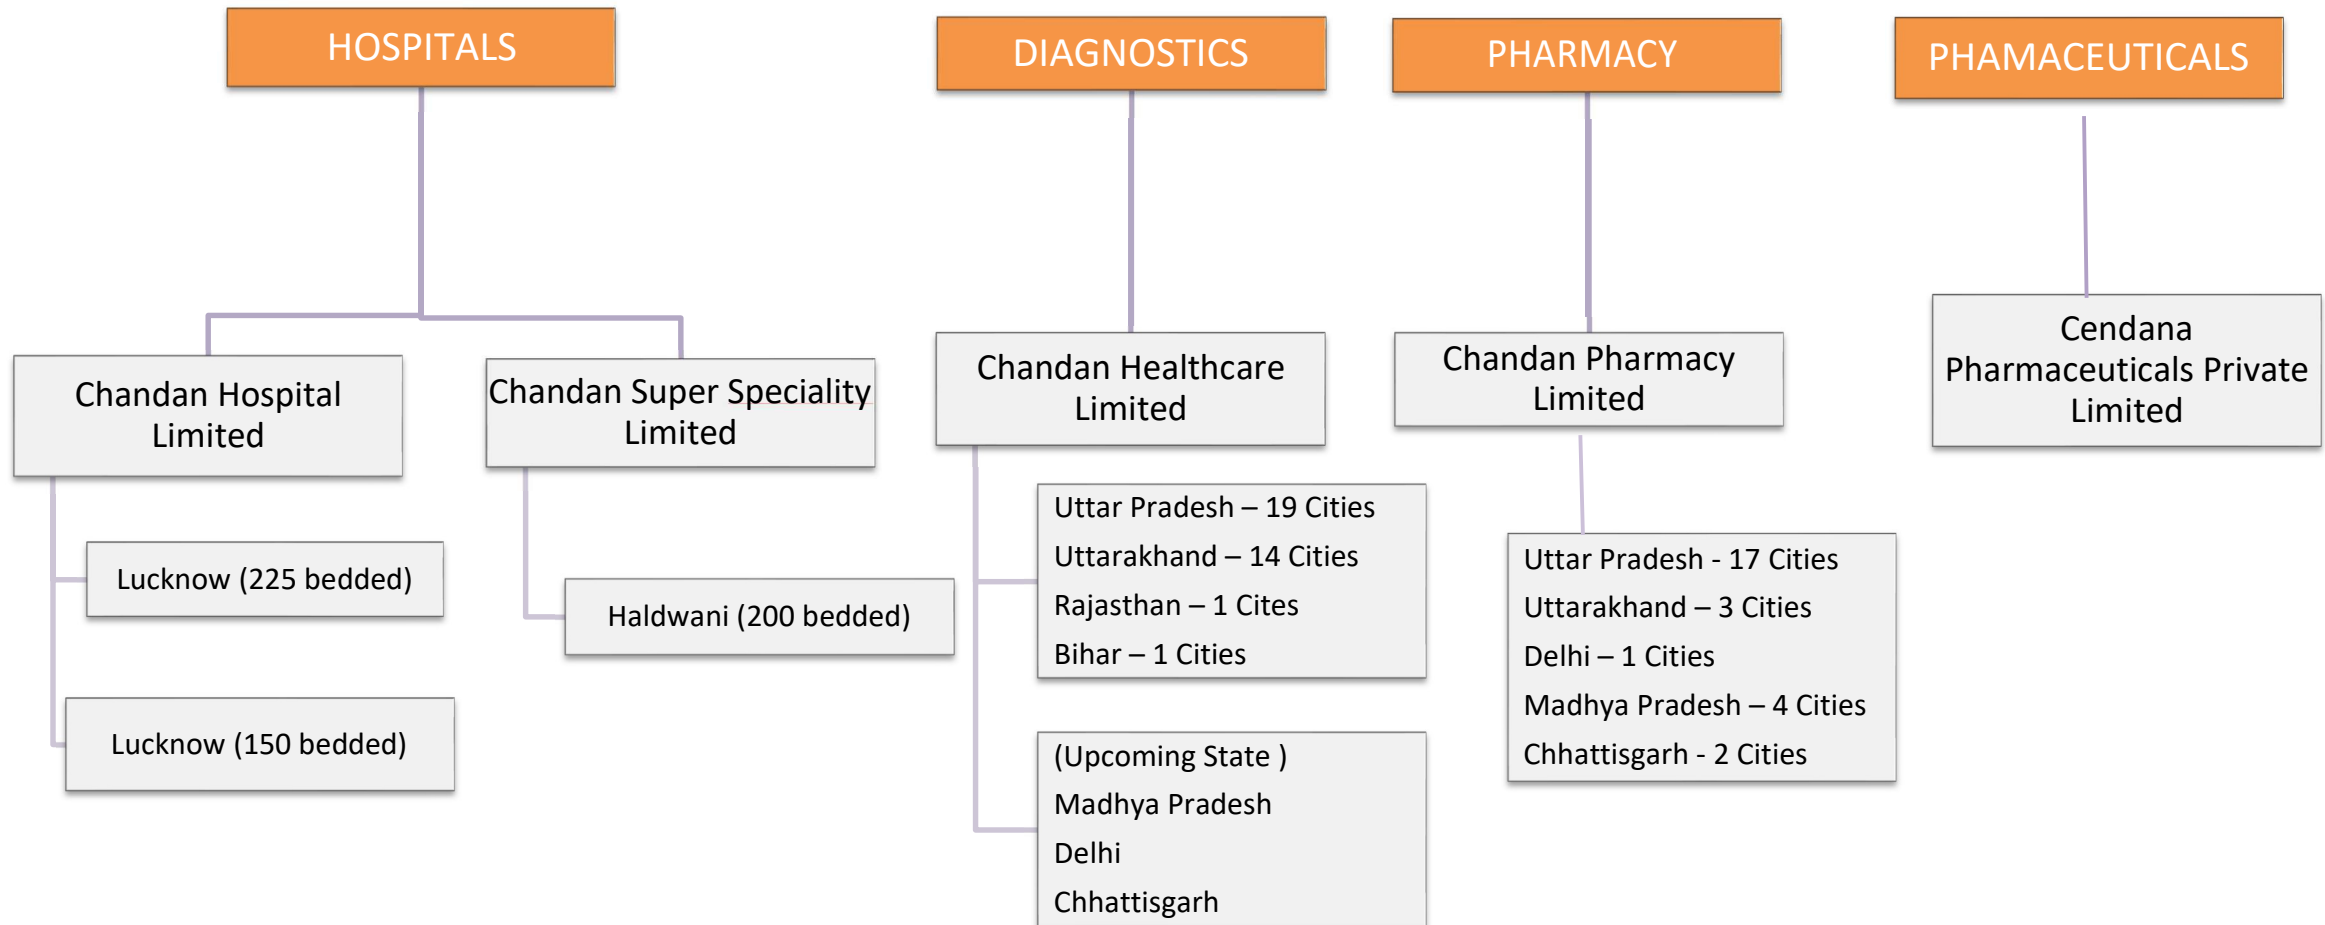 HOSPITALS
DIAGNOSTICS
PHARMACY
PHAMACEUTICALS
Chandan Hospital
Limited
Lucknow (225 bedded)
Lucknow (150 bedded)
Chandan Super Speciality
Limited
Haldwani (200 bedded)
Chandan Healthcare
Limited
Uttar Pradesh – 19 Cities
Uttarakhand – 14 Cities
Rajasthan – 1 Cites
Bihar – 1 Cities
(Upcoming State )
Madhya Pradesh
Delhi
Chhattisgarh
Chandan Pharmacy
Limited
Uttar Pradesh - 17 Cities
Uttarakhand – 3 Cities
Delhi – 1 Cities
Madhya Pradesh – 4 Cities
Chhattisgarh - 2 Cities
Cendana
Pharmaceuticals Private
Limited